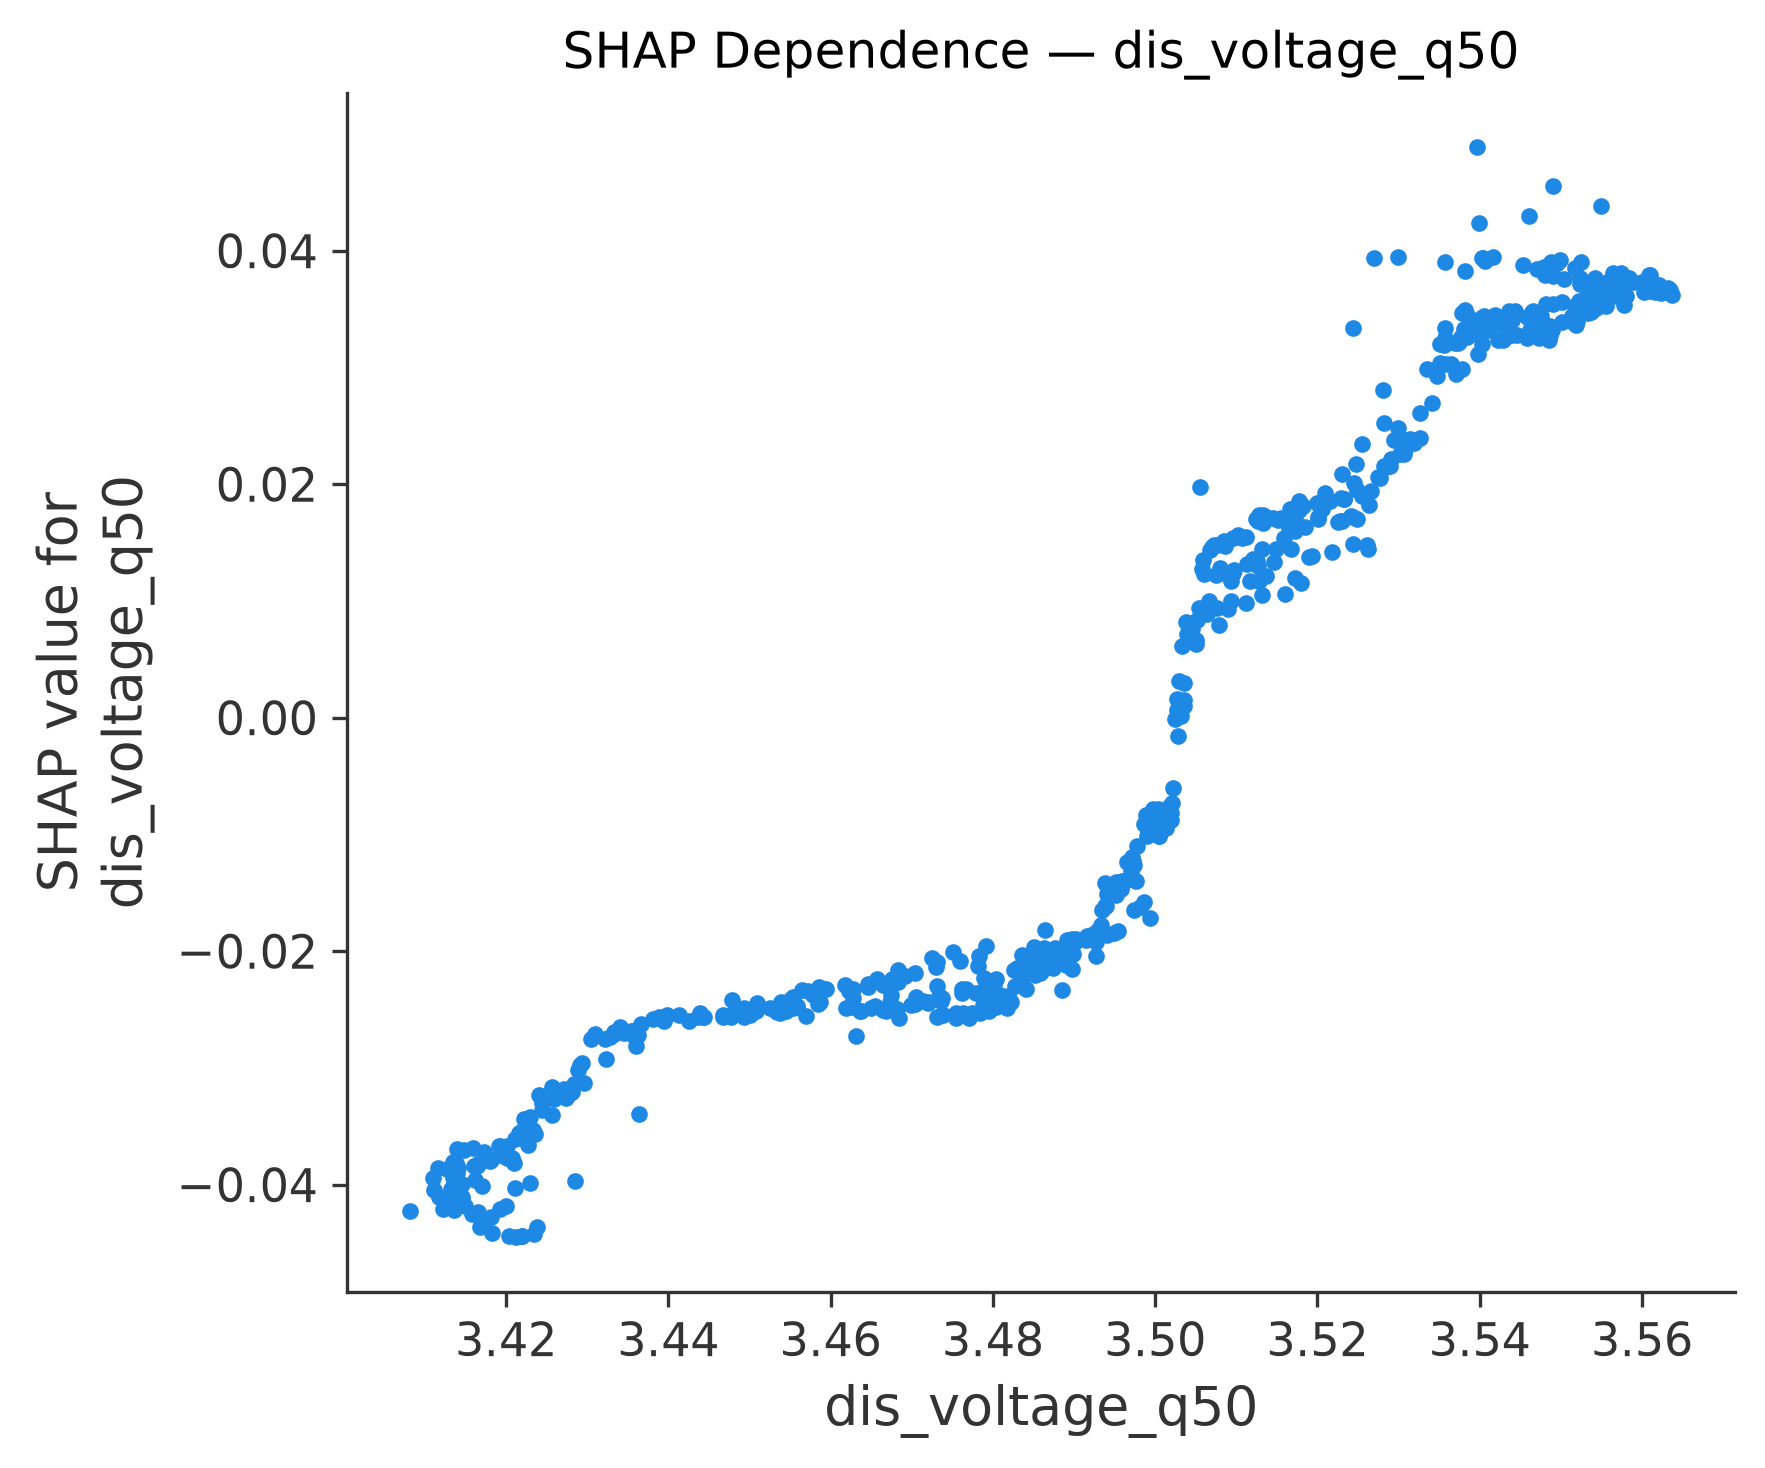 SHAP Dependence — dis_voltage_q50
SHAP value for
dis_voltage_q50
0.04
0.02
0.00
−0.02
−0.04
3.42 3.44 3.46 3.48 3.50 3.52 3.54 3.56
dis_voltage_q50